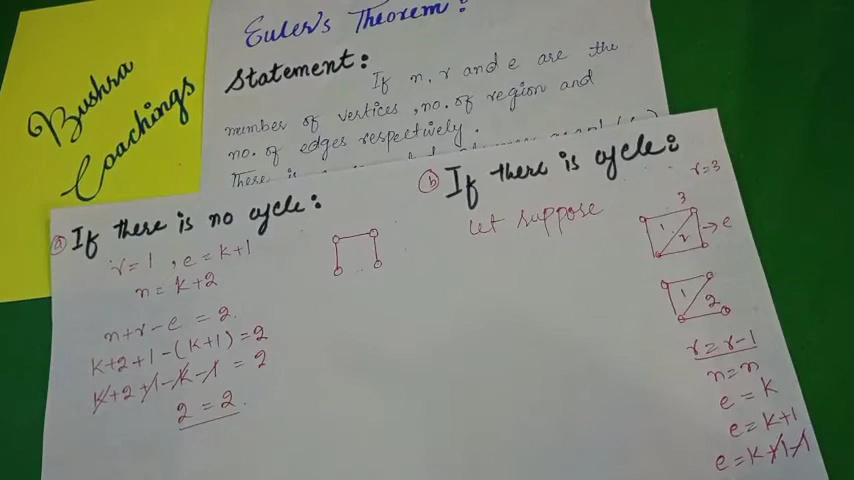 Bushra
Coachings
Euler's Theorem:
Statement:
If n, r and e are the
number of vertices, no. of region and
no. of edges respectively.
There is
ⓐ If there is no cycle:
r=1, e=k+1
n=k+2
n+r-e=2.
k+2+1-(k+1)=2
k+2+1-k-1=2
2=2.
ⓑ If there is cycle:
let suppose
r=3
3
1
2
→e
1
2
r=r-1
n=n
e=k
e=k+1
e=k+1-1